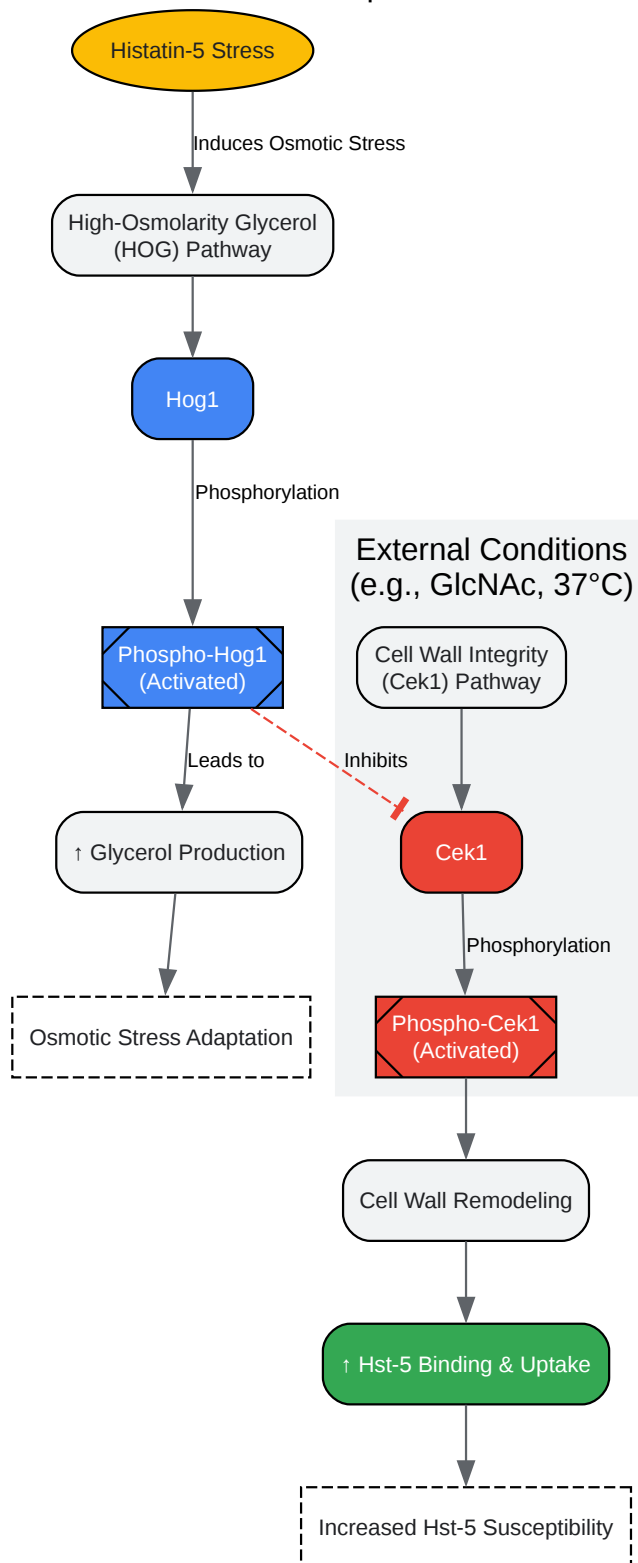 Histatin-5 Stress
Induces Osmotic Stress
High-Osmolarity Glycerol
(HOG) Pathway
Hog1
Phosphorylation
External Conditions
(e.g., GlcNAc, 37°C)
Phospho-Hog1
(Activated)
Cell Wall Integrity
(Cek1) Pathway
Leads to
Inhibits
↑ Glycerol Production
Cek1
Phosphorylation
Osmotic Stress Adaptation
Phospho-Cek1
(Activated)
Cell Wall Remodeling
↑ Hst-5 Binding & Uptake
Increased Hst-5 Susceptibility